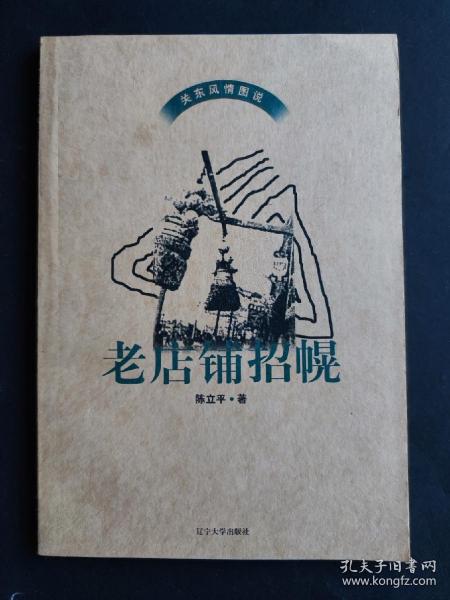 关东风情图说
老店铺招幌
陈立平·著
辽宁大学出版社
孔夫子旧书网
www.kongfz.com